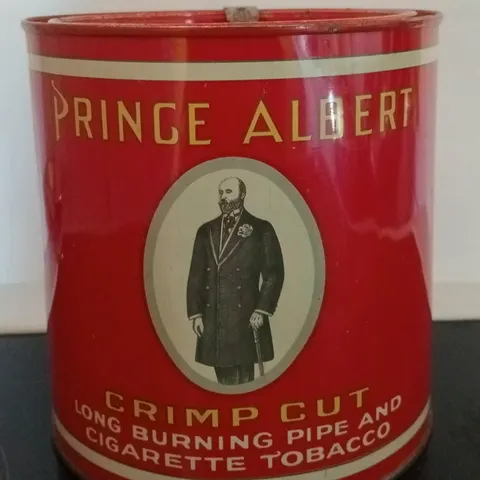 PRINCE ALBERT
CRIMP CUT
LONG BURNING PIPE AND
CIGARETTE TOBACCO